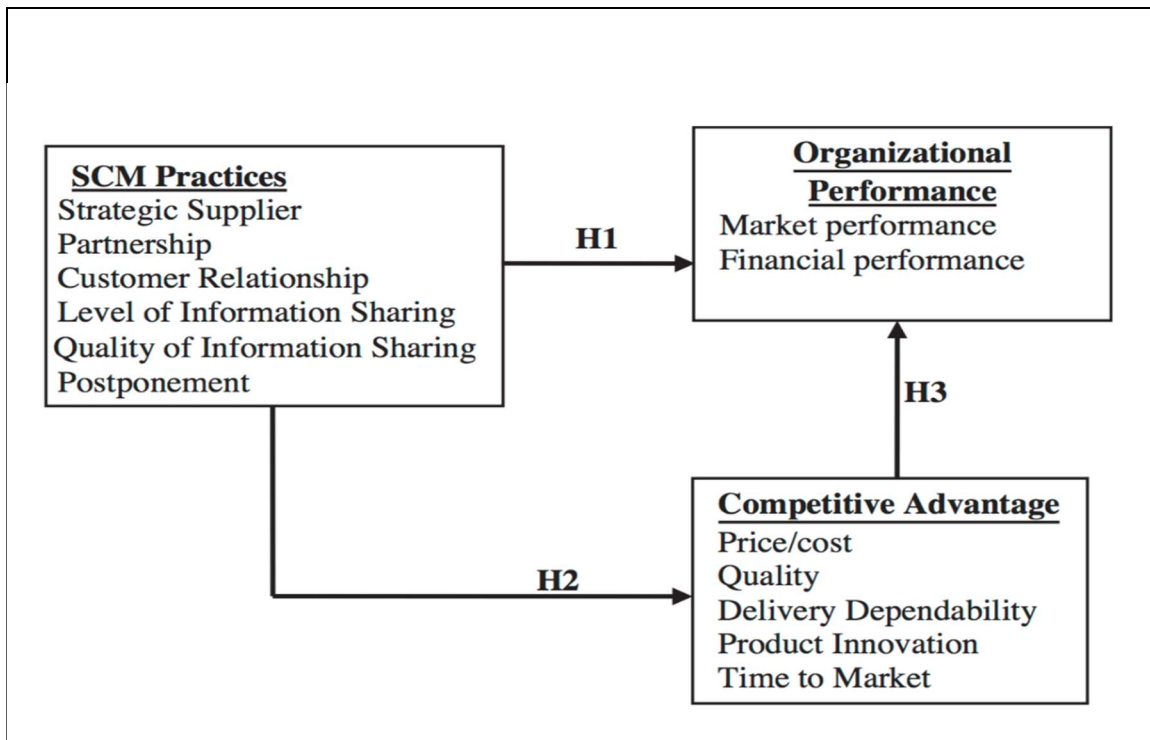 SCM Practices
Strategic Supplier
Partnership
Customer Relationship
Level of Information Sharing
Quality of Information Sharing
Postponement
H1
Organizational
Performance
Market performance
Financial performance
H3
H2
Competitive Advantage
Price/cost
Quality
Delivery Dependability
Product Innovation
Time to Market